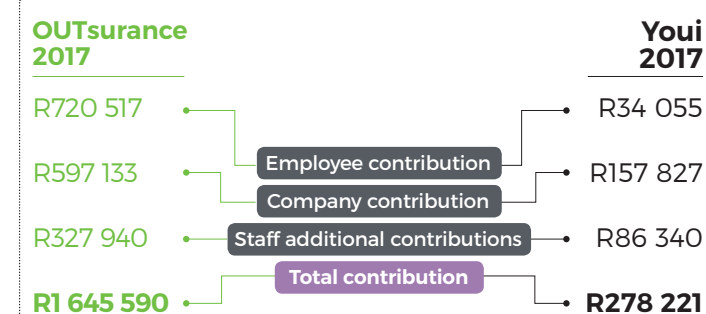 OUTsurance
2017
Youi
2017
R720 517
Employee contribution
R34 055
R597 133
Company contribution
R157 827
R327 940
Staff additional contributions
R86 340
R1 645 590
Total contribution
R278 221